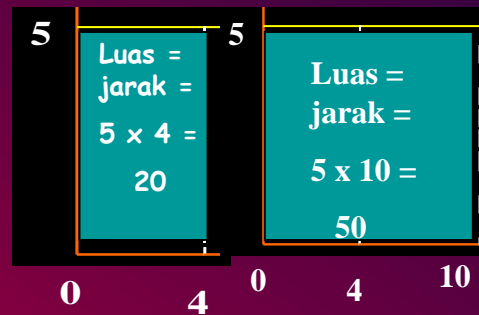 5
Luas =
jarak =
5 x 4 =
20
0
4
5
Luas =
jarak =
5 x 10 =
50
0
4
10